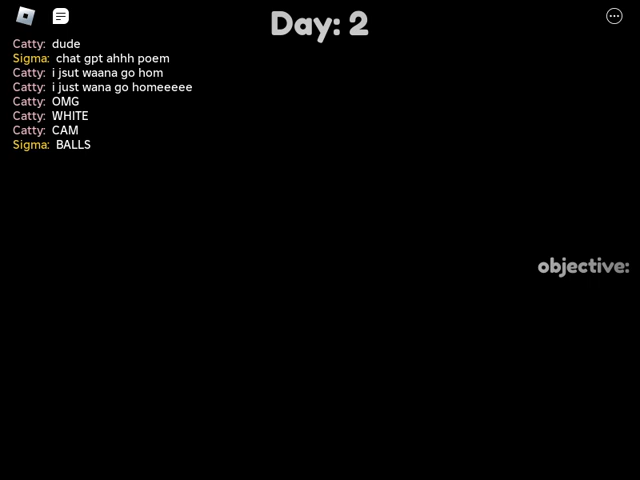 Day: 2
Catty: dude
Sigma: chat gpt ahhh poem
Catty: i jsut waana go hom
Catty: i just wana go homeeeee
Catty: OMG
Catty: WHITE
Catty: CAM
Sigma: BALLS
objective: